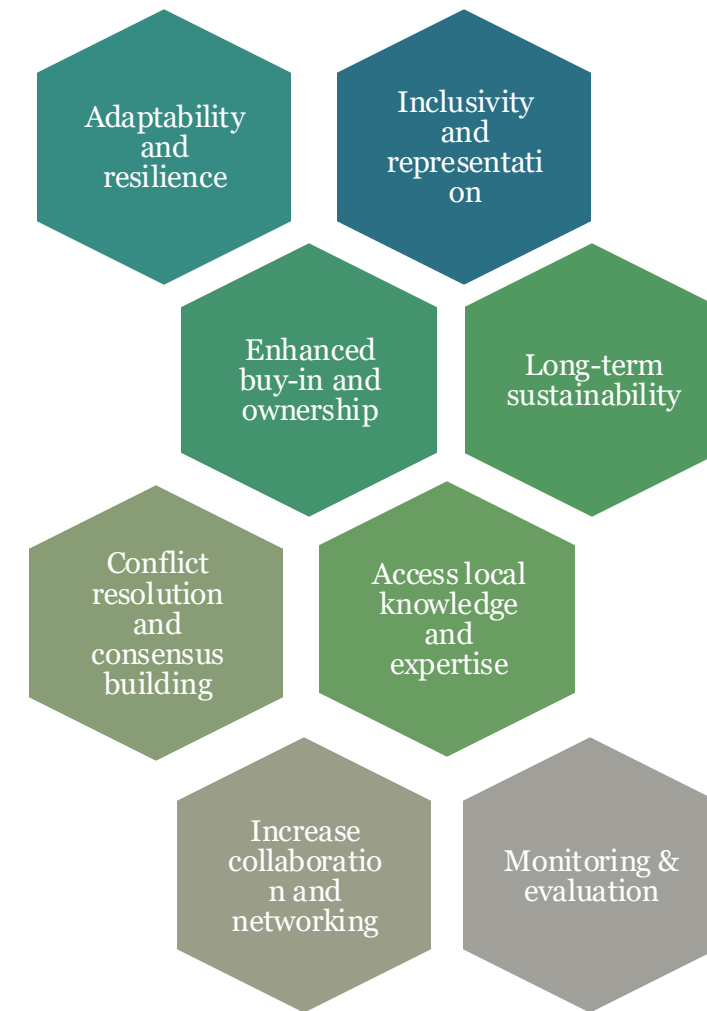 Adaptability
and
resilience
Inclusivity
and
representati
on
Enhanced
buy-in and
ownership
Long-term
sustainability
Conflict
resolution
and
consensus
building
Access local
knowledge
and
expertise
Increase
collaboratio
n and
networking
Monitoring &
evaluation